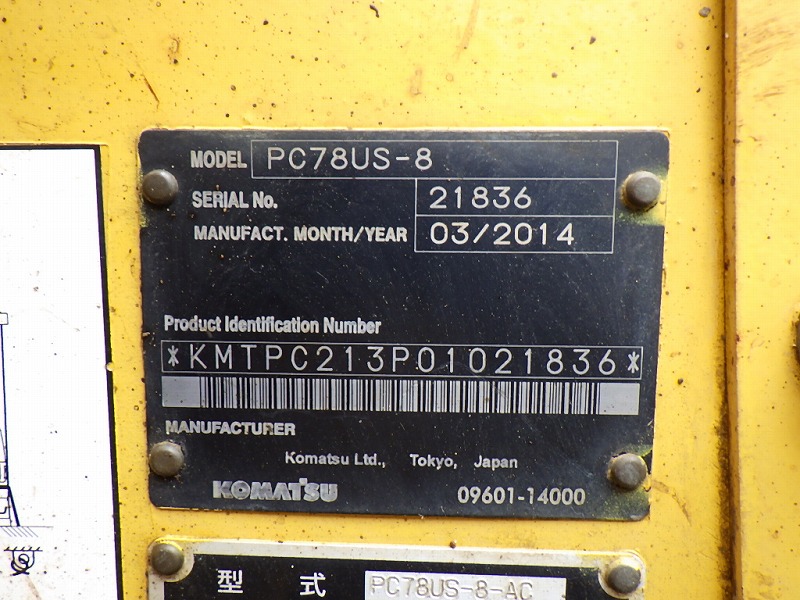 MODEL PC78US-8
SERIAL No. 21836
MANUFACT. MONTH/YEAR 03/2014
Product Identification Number
*KMTPC213P01021836*
MANUFACTURER
Komatsu Ltd., Tokyo, Japan
KOMATSU 09601-14000
型 式 PC78US-8-AC